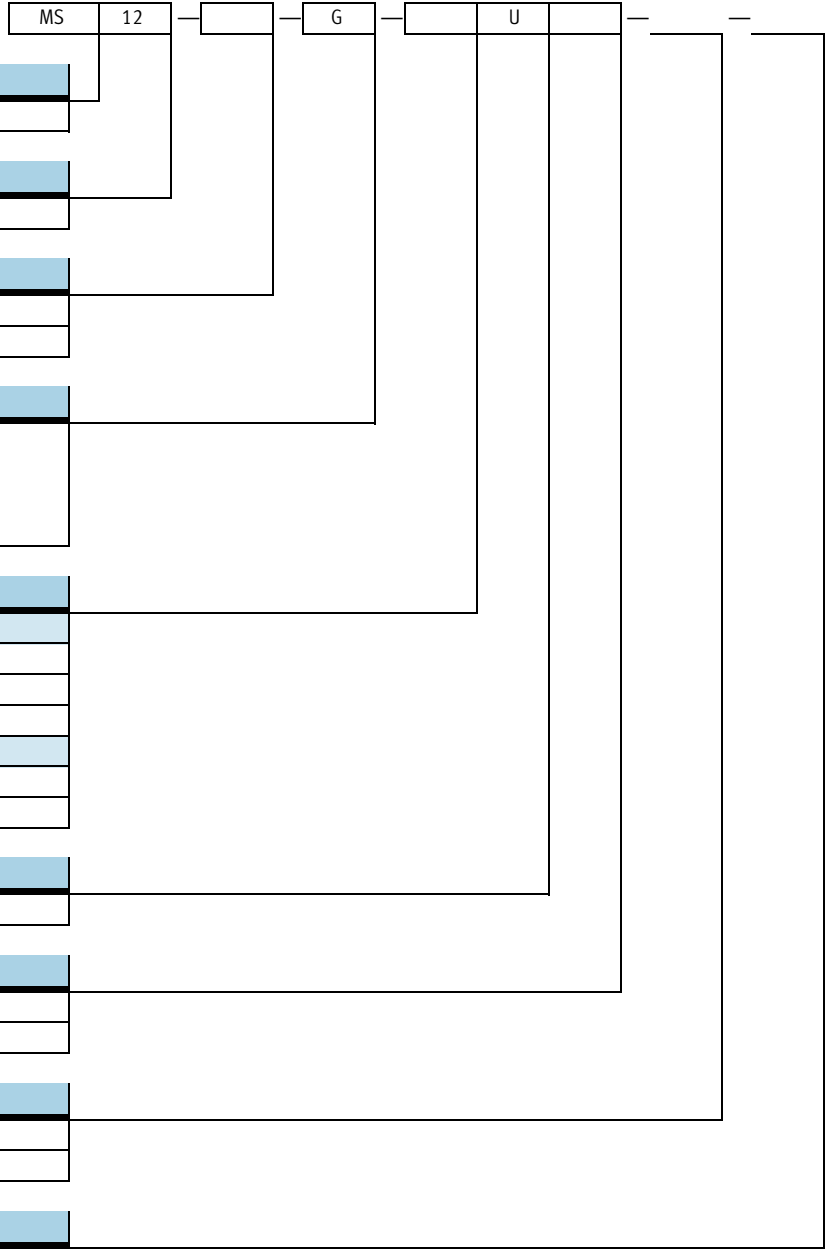 MS 12 — — G — U — —